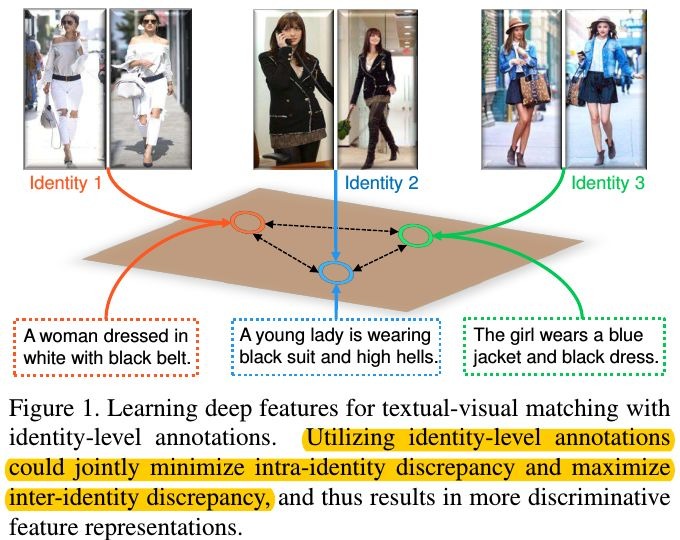 Identity 1
Identity 2
Identity 3
A woman dressed in
white with black belt.
A young lady is wearing
black suit and high hells.
The girl wears a blue
jacket and black dress.
Figure 1. Learning deep features for textual-visual matching with
identity-level annotations. Utilizing identity-level annotations
could jointly minimize intra-identity discrepancy and maximize
inter-identity discrepancy, and thus results in more discriminative
feature representations.